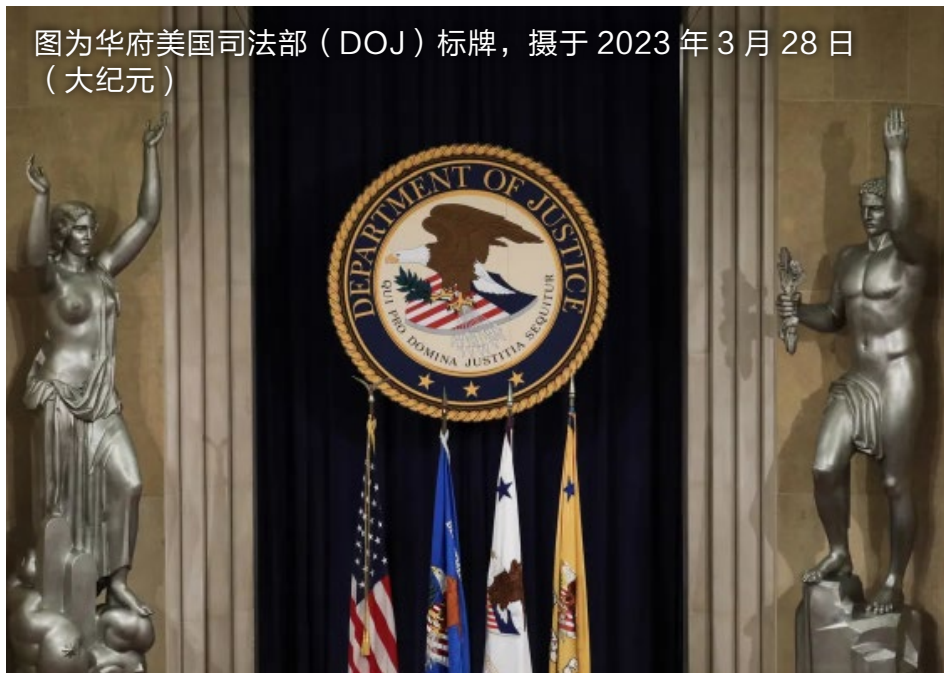 图为华府美国司法部（DOJ）标牌，摄于 2023 年 3 月 28 日
（大纪元）
DEPARTMENT OF JUSTICE
QUI PRO DOMINA JUSTITIA SEQUITUR